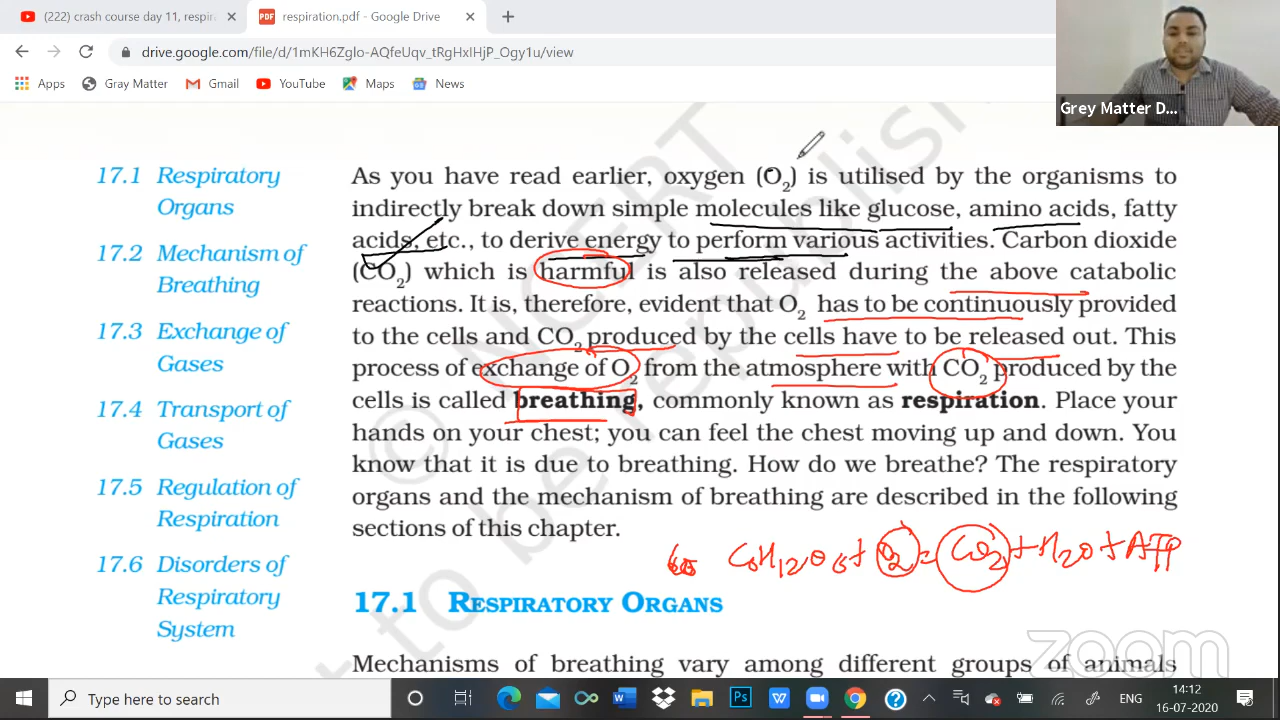 (222) crash course day 11, respir
respiration.pdf - Google Drive
drive.google.com/file/d/1mKH6Zglo-AQfeUqv_tRgHxIHjP_Ogy1u/view
Apps Gray Matter Gmail YouTube Maps News
Grey Matter D...
17.1 Respiratory
Organs
17.2 Mechanism of
Breathing
17.3 Exchange of
Gases
17.4 Transport of
Gases
17.5 Regulation of
Respiration
17.6 Disorders of
Respiratory
System
As you have read earlier, oxygen (O2) is utilised by the organisms to
indirectly break down simple molecules like glucose, amino acids, fatty
acids, etc., to derive energy to perform various activities. Carbon dioxide
(CO2) which is harmful is also released during the above catabolic
reactions. It is, therefore, evident that O2 has to be continuously provided
to the cells and CO2 produced by the cells have to be released out. This
process of exchange of O2 from the atmosphere with CO2 produced by the
cells is called breathing, commonly known as respiration. Place your
hands on your chest; you can feel the chest moving up and down. You
know that it is due to breathing. How do we breathe? The respiratory
organs and the mechanism of breathing are described in the following
sections of this chapter.
C6H12O6+ O2= CO2+H2O+ATP
17.1 RESPIRATORY ORGANS
Mechanisms of breathing vary among different groups of animals
© NCERT
not to be republish
zoom
Type here to search
ENG
14:12
16-07-2020